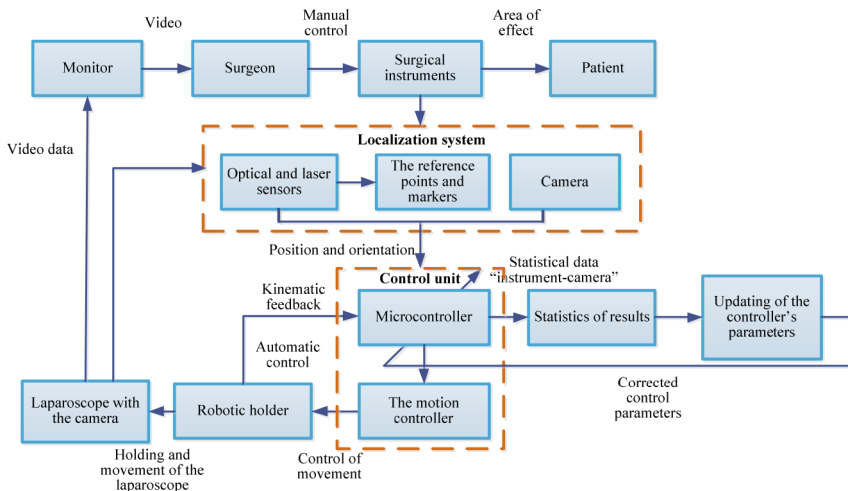 Video
Manual
control
Area of
effect
Monitor
Surgeon
Surgical
instruments
Patient
Video data
Localization system
Optical and laser
sensors
The reference
points and
markers
Camera
Position and orientation
Statistical data
“instrument-camera”
Control unit
Kinematic
feedback
Microcontroller
Statistics of results
Updating of the
controller’s
parameters
Automatic
control
Corrected
control
parameters
Laparoscope with
the camera
Robotic holder
The motion
controller
Holding and
movement of the
laparoscope
Control of
movement